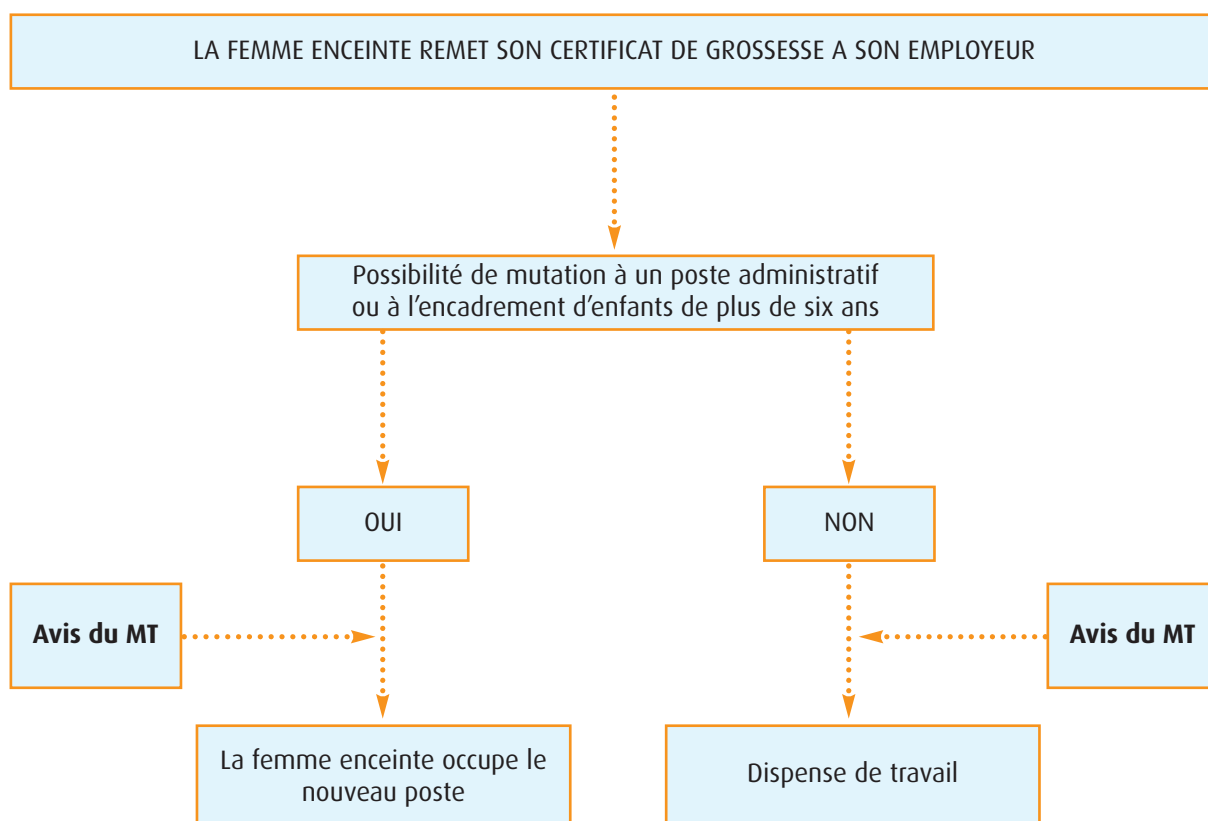 LA FEMME ENCEINTE REMET SON CERTIFICAT DE GROSSESSE A SON EMPLOYEUR
Possibilité de mutation à un poste administratif
ou à l'encadrement d'enfants de plus de six ans
OUI
NON
Avis du MT
Avis du MT
La femme enceinte occupe le
nouveau poste
Dispense de travail